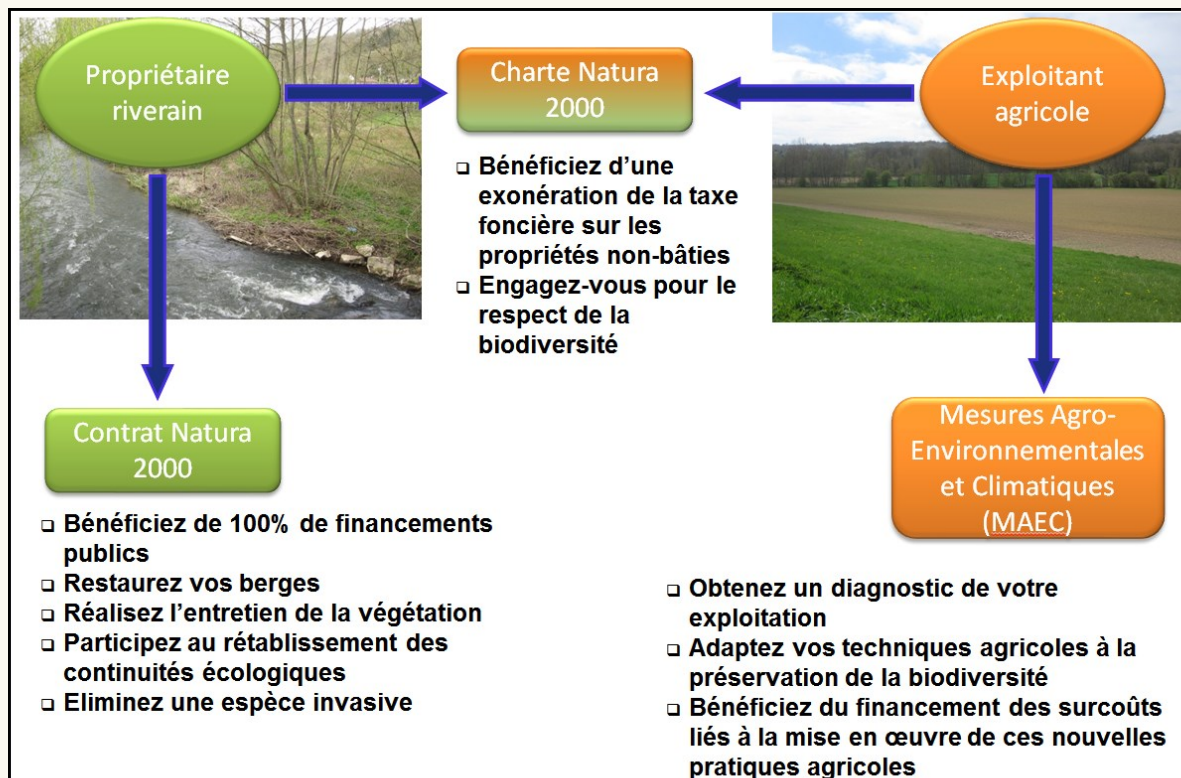 Propriétaire
riverain
Charte Natura
2000
Exploitant
agricole
❑ Bénéficiez d’une
exonération de la taxe
foncière sur les
propriétés non-bâties
❑ Engagez-vous pour le
respect de la
biodiversité
Contrat Natura
2000
❑ Bénéficiez de 100% de financements
publics
❑ Restaurez vos berges
❑ Réalisez l’entretien de la végétation
❑ Participez au rétablissement des
continuités écologiques
❑ Eliminez une espèce invasive
Mesures Agro-
Environnementales
et Climatiques
(MAEC)
❑ Obtenez un diagnostic de votre
exploitation
❑ Adaptez vos techniques agricoles à la
préservation de la biodiversité
❑ Bénéficiez du financement des surcoûts
liés à la mise en œuvre de ces nouvelles
pratiques agricoles